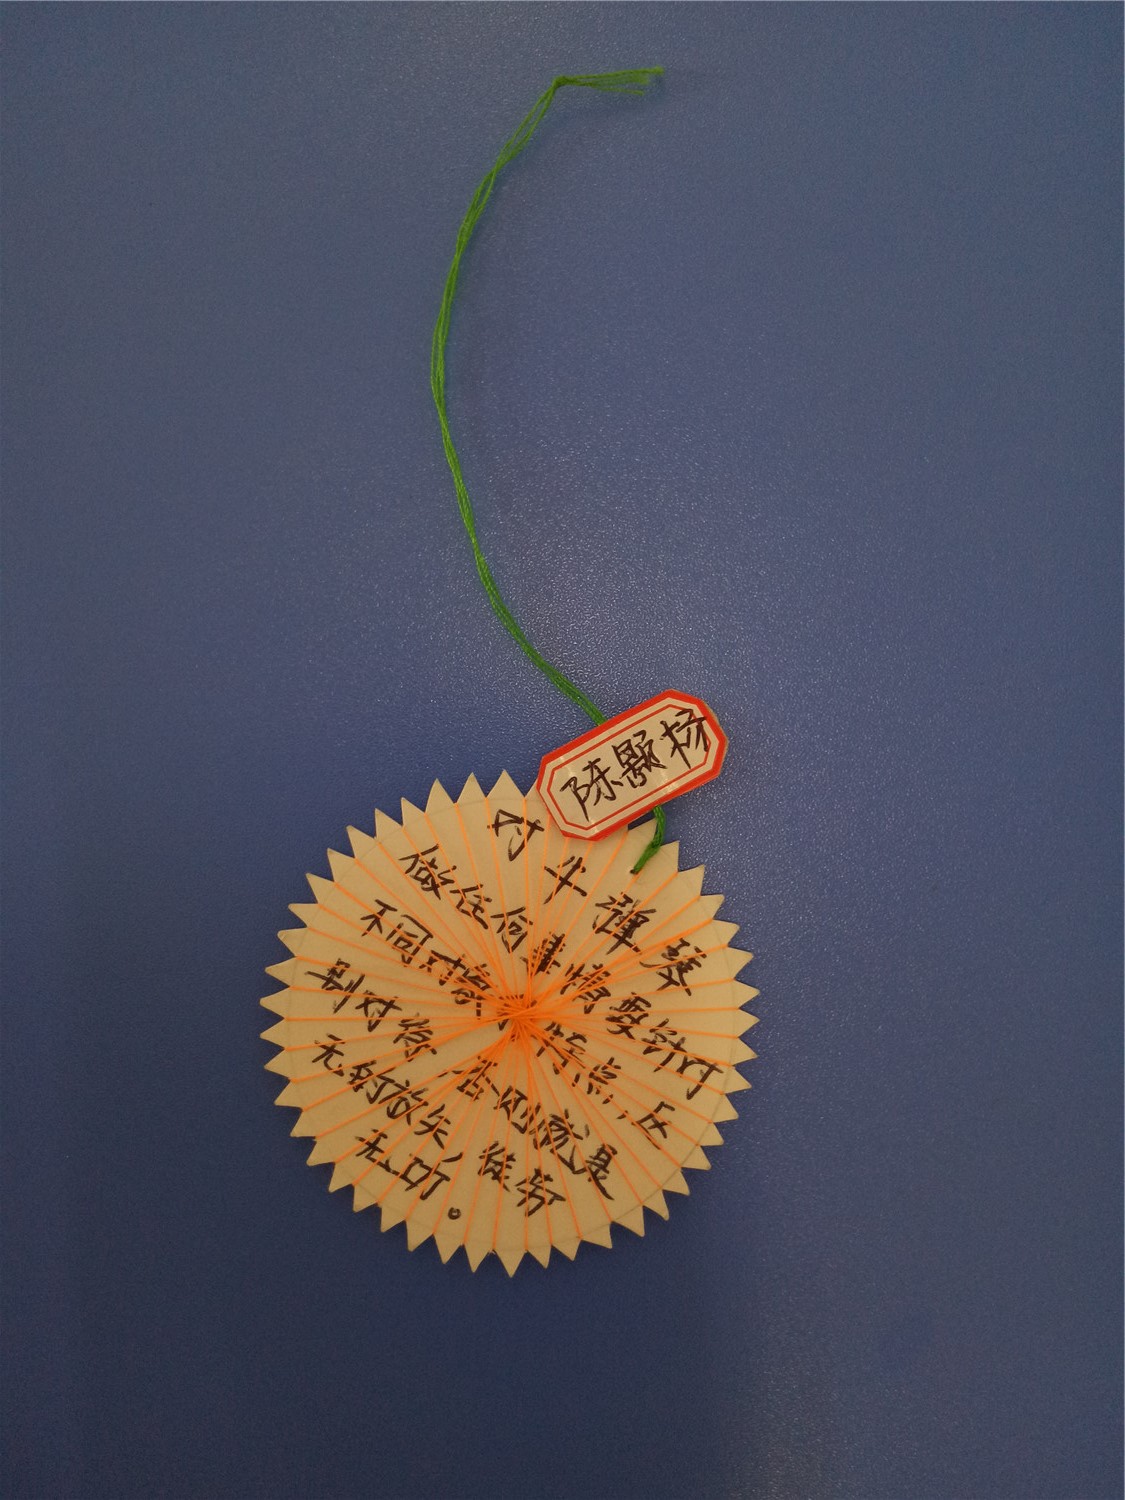 陈颢杨
对牛弹琴
做任何事情要针对
不同对象 特点,区
别对待 否则就是
无的放矢,徒劳
无功。